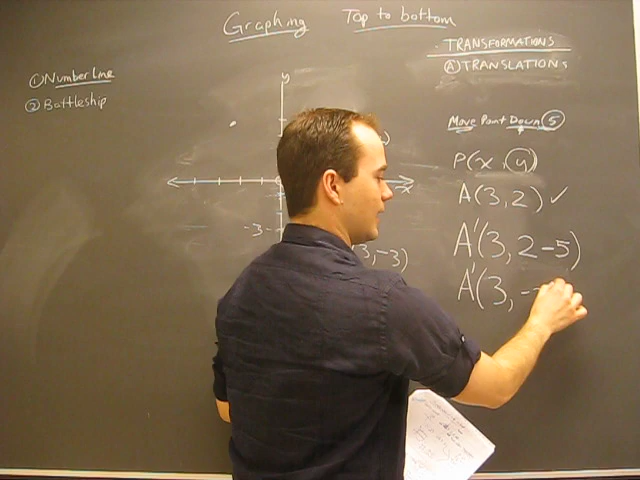 Graphing Top to bottom
TRANSFORMATIONS
Ⓐ TRANSLATIONS
① Number line
② Battleship
y
Move Point Down ⑤
P(x, y)
A(3, 2) ✓
x
-3
(3, -3)
A'(3, 2-5)
A'(3, -